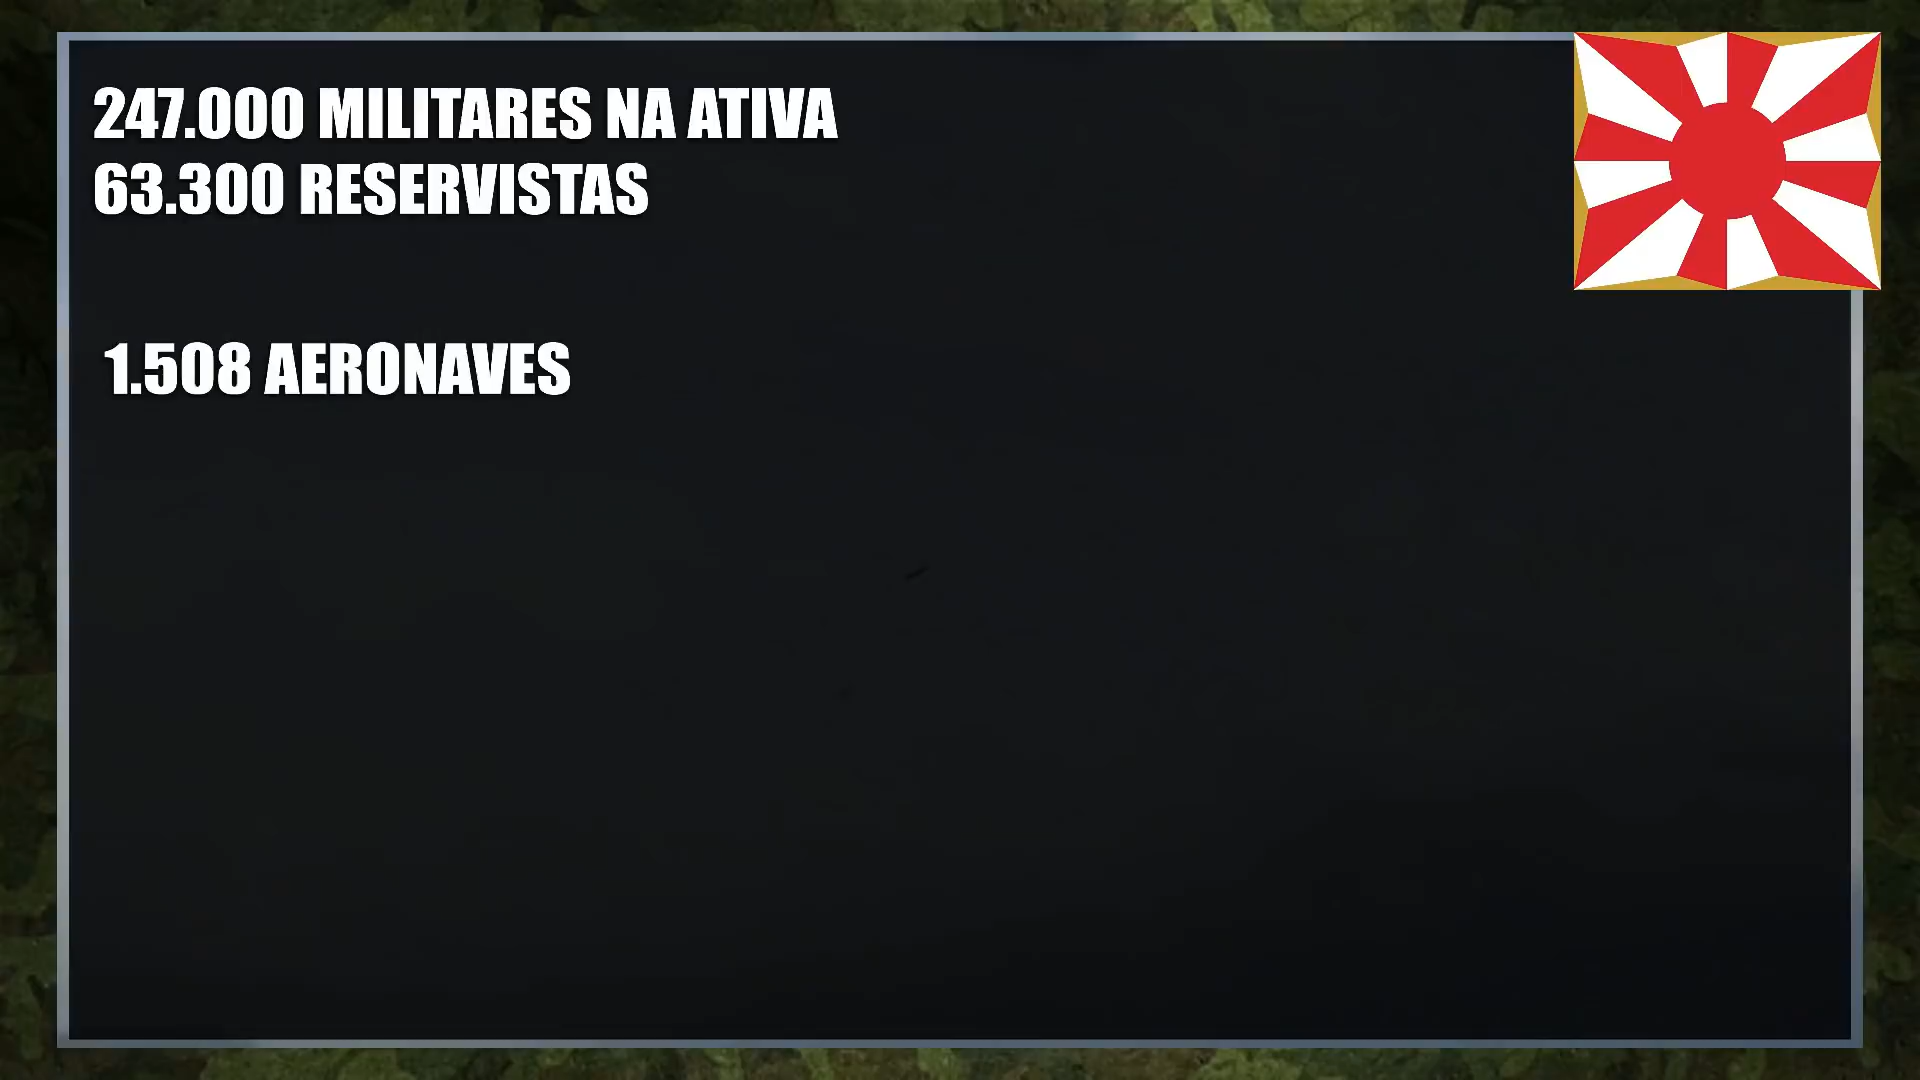 247.000 MILITARES NA ATIVA
63.300 RESERVISTAS
1.508 AERONAVES